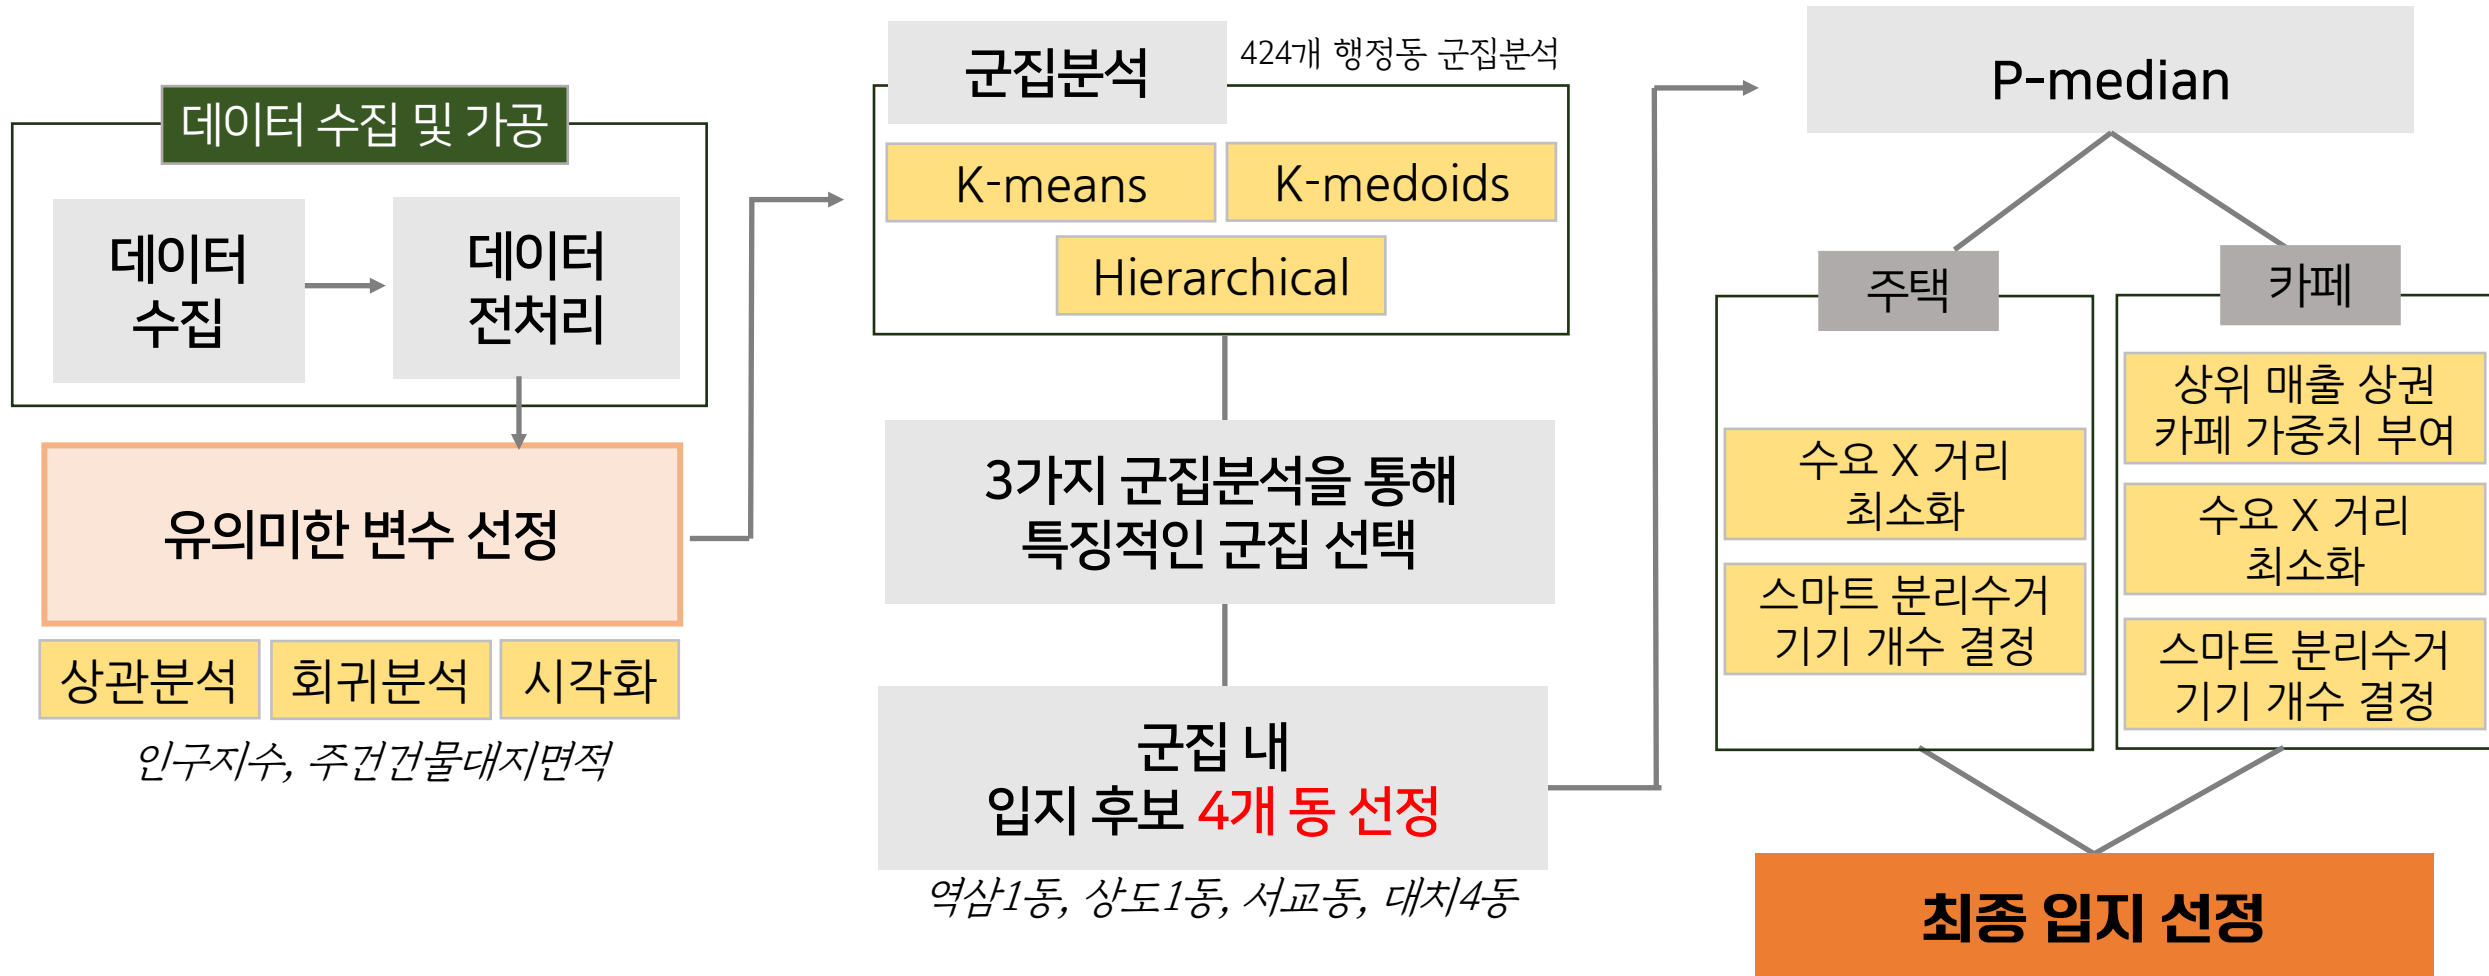 데이터 수집 및 가공
데이터
수집
데이터
전처리
유의미한 변수 선정
상관분석
회귀분석
시각화
인구지수, 주건건물대지면적
군집분석
424개 행정동 군집분석
K-means
K-medoids
Hierarchical
3가지 군집분석을 통해
특징적인 군집 선택
군집 내
입지 후보 4개 동 선정
역삼1동, 상도1동, 서교동, 대치4동
P-median
주택
수요 X 거리
최소화
스마트 분리수거
기기 개수 결정
카페
상위 매출 상권
카페 가중치 부여
수요 X 거리
최소화
스마트 분리수거
기기 개수 결정
최종 입지 선정